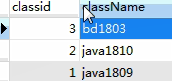 classid className
3 bd1803
2 java1810
1 java1809